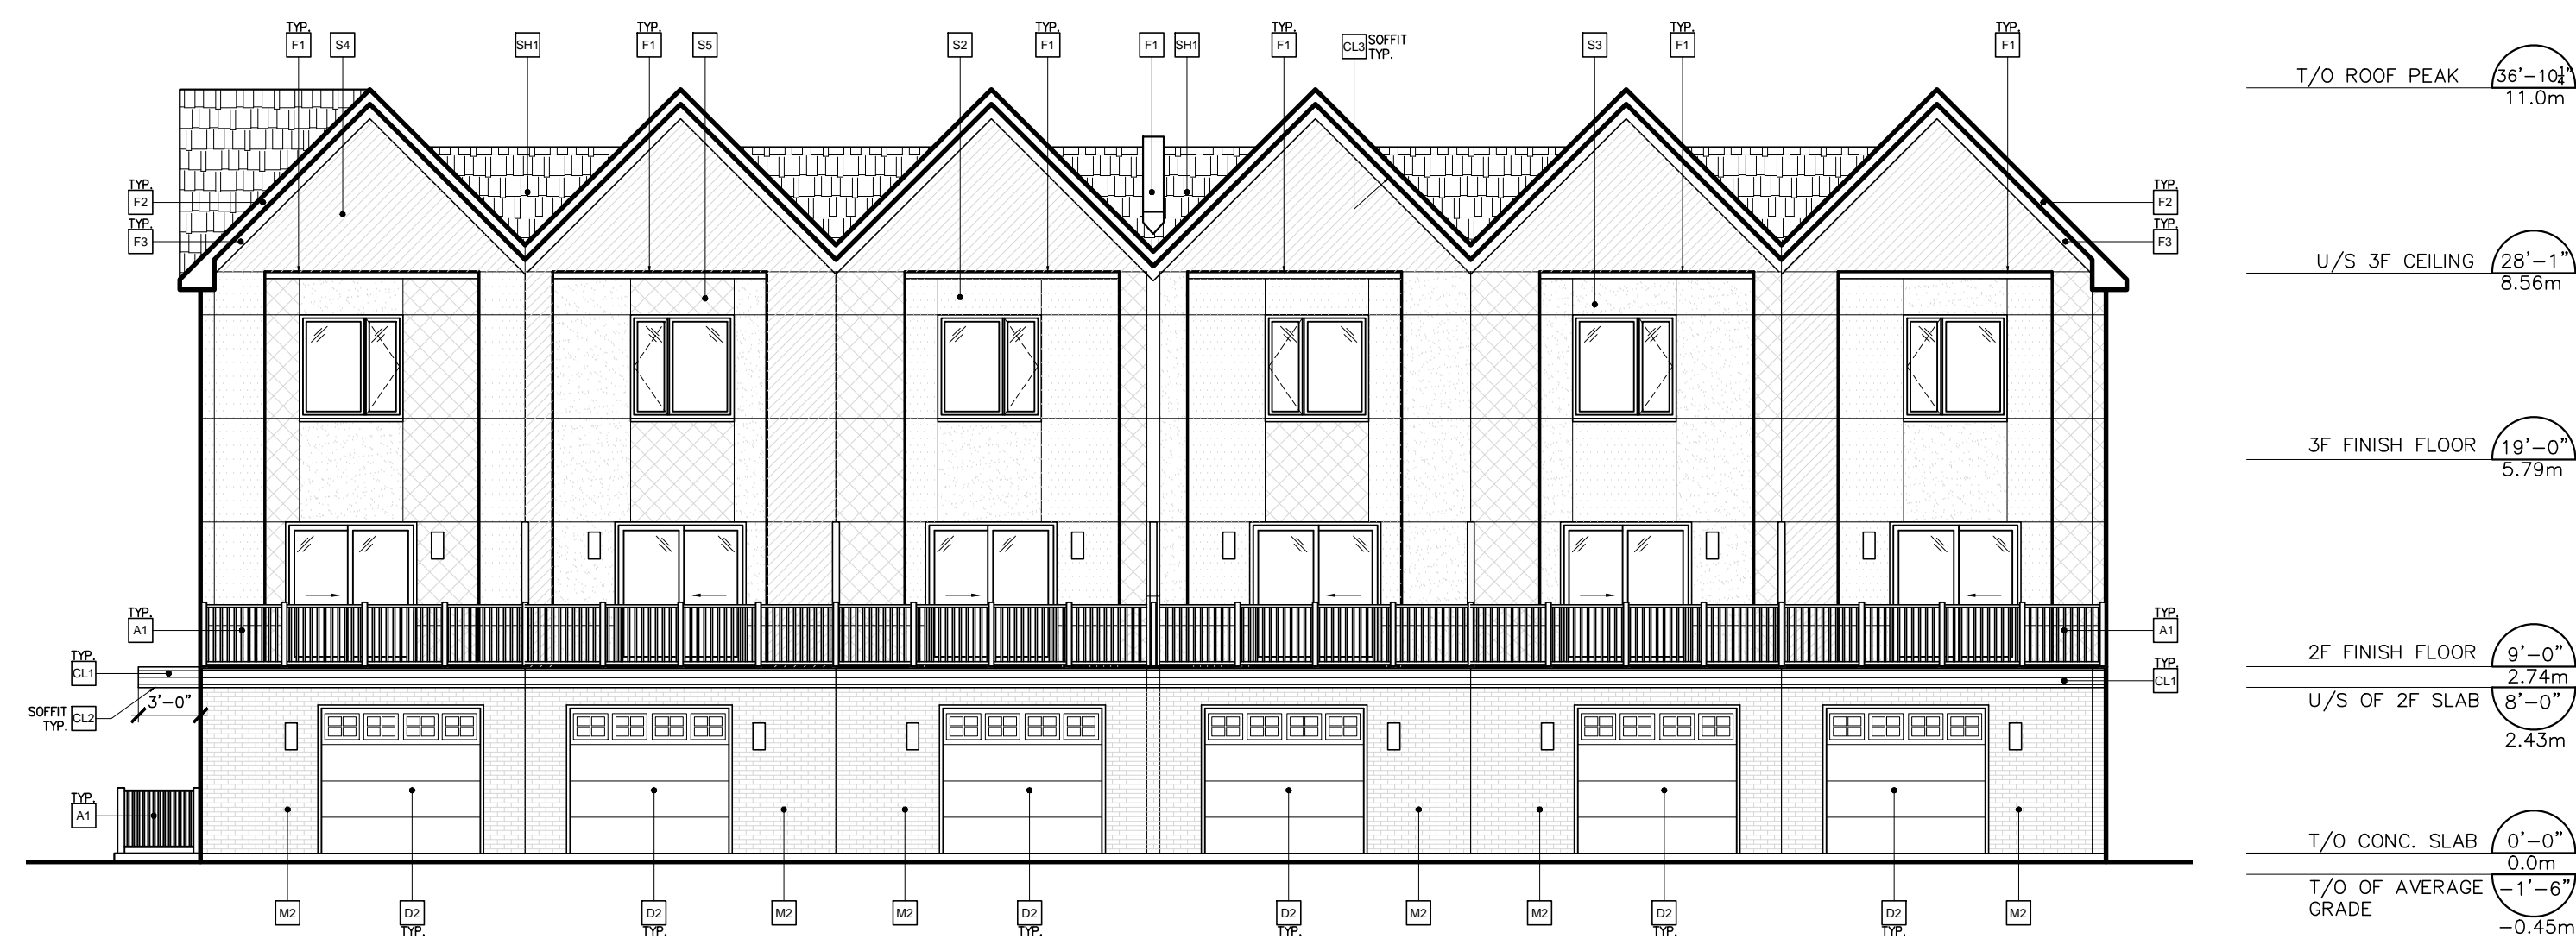 TYP.
F1
S4
SH1
TYP.
F1
S5
S2
TYP.
F1
F1
SH1
TYP.
F1
CL3
SOFFIT
TYP.
S3
TYP.
F1
TYP.
F1
T/O ROOF PEAK
36'-10¼"
11.0m
TYP.
F2
TYP.
F3
TYP.
F2
TYP.
F3
U/S 3F CEILING
28'-1"
8.56m
3F FINISH FLOOR
19'-0"
5.79m
TYP.
A1
TYP.
A1
TYP.
CL1
TYP.
CL1
SOFFIT
TYP.
CL2
3'-0"
2F FINISH FLOOR
9'-0"
2.74m
U/S OF 2F SLAB
8'-0"
2.43m
TYP.
A1
T/O CONC. SLAB
0'-0"
0.0m
T/O OF AVERAGE
GRADE
-1'-6"
-0.45m
M2
D2
TYP.
D2
TYP.
M2
M2
D2
TYP.
D2
TYP.
M2
M2
D2
TYP.
D2
TYP.
M2